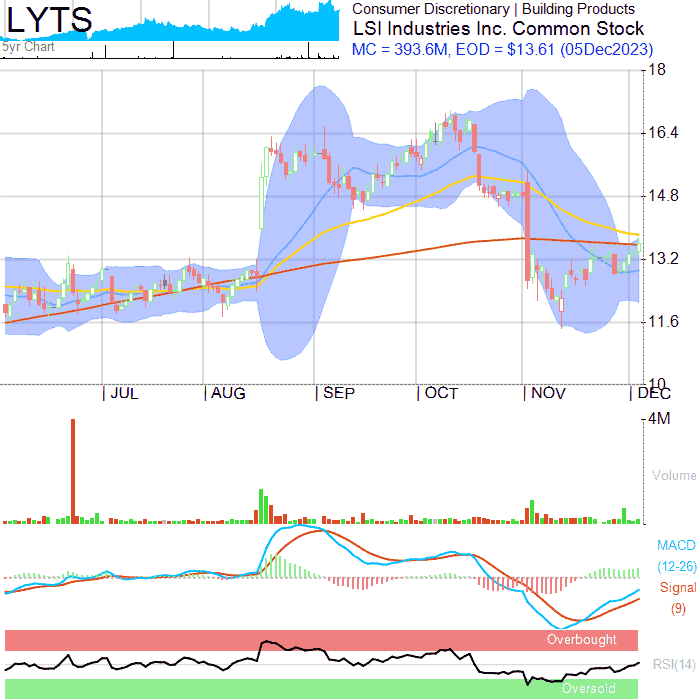 LYTS
5yr Chart
Consumer Discretionary | Building Products
LSI Industries Inc. Common Stock
MC = 393.6M, EOD = $13.61 (05Dec2023)
18
16.4
14.8
13.2
11.6
10
JUL
AUG
SEP
OCT
NOV
DEC
4M
Volume
MACD
(12-26)
Signal
(9)
Overbought
RSI(14)
Oversold